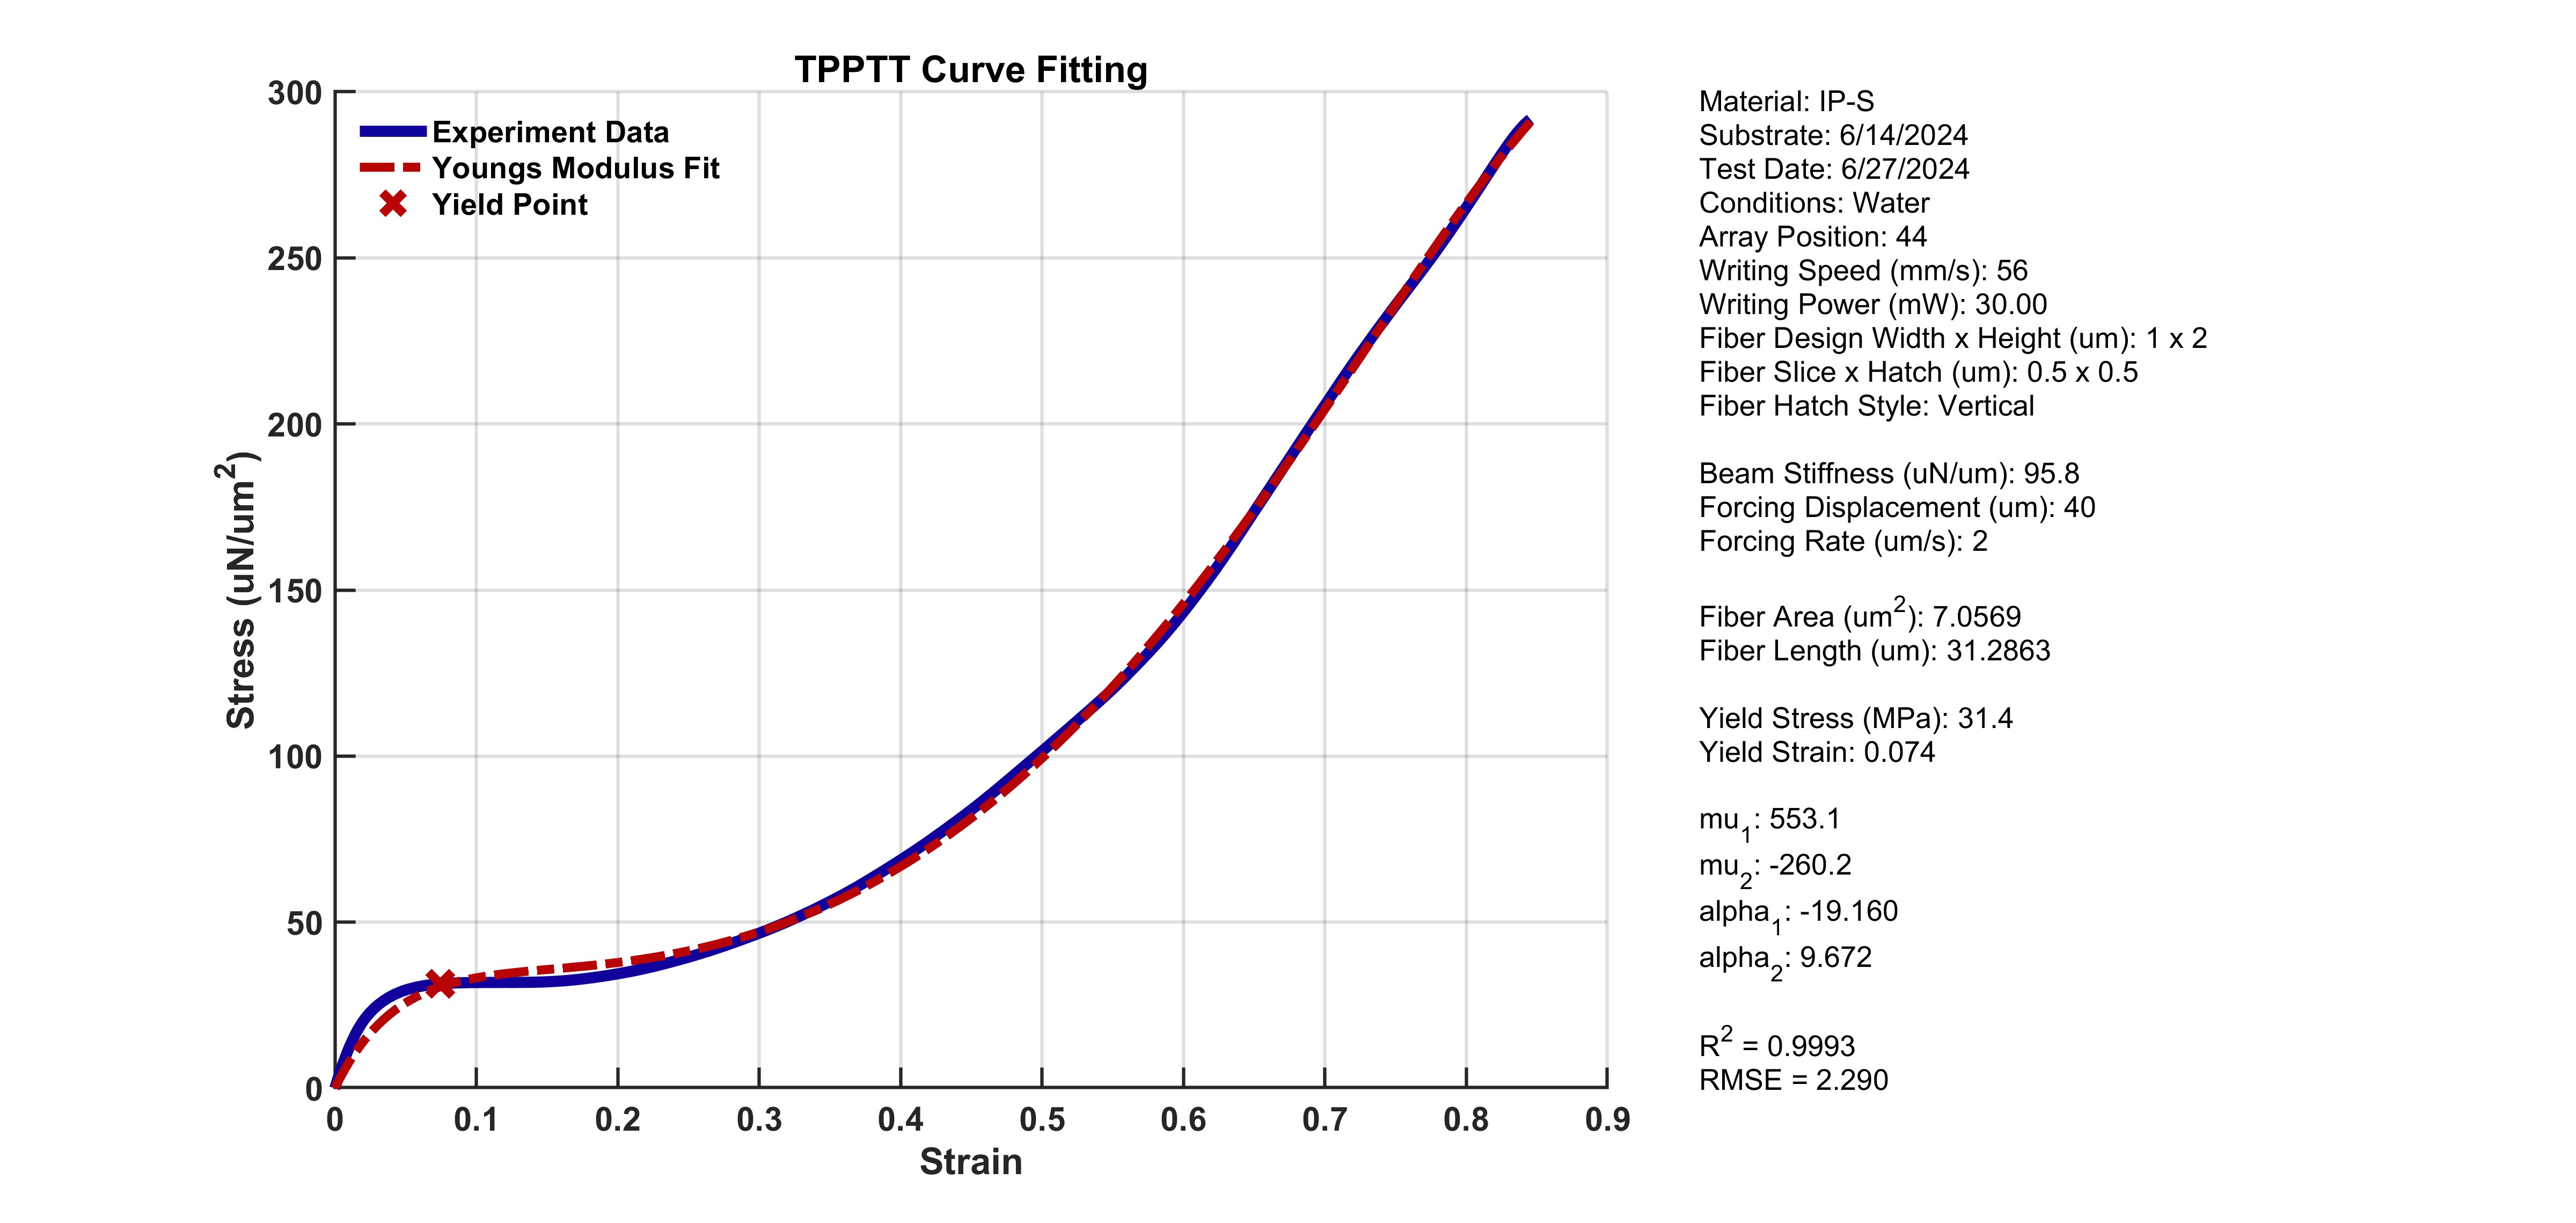 TPPTT Curve Fitting
300
250
200
150
100
50
0
Stress (uN/um²)
Experiment Data
Youngs Modulus Fit
Yield Point
0 0.1 0.2 0.3 0.4 0.5 0.6 0.7 0.8 0.9
Strain
Material: IP-S
Substrate: 6/14/2024
Test Date: 6/27/2024
Conditions: Water
Array Position: 44
Writing Speed (mm/s): 56
Writing Power (mW): 30.00
Fiber Design Width x Height (um): 1 x 2
Fiber Slice x Hatch (um): 0.5 x 0.5
Fiber Hatch Style: Vertical
Beam Stiffness (uN/um): 95.8
Forcing Displacement (um): 40
Forcing Rate (um/s): 2
Fiber Area (um²): 7.0569
Fiber Length (um): 31.2863
Yield Stress (MPa): 31.4
Yield Strain: 0.074
mu₁: 553.1
mu₂: -260.2
alpha₁: -19.160
alpha₂: 9.672
R² = 0.9993
RMSE = 2.290